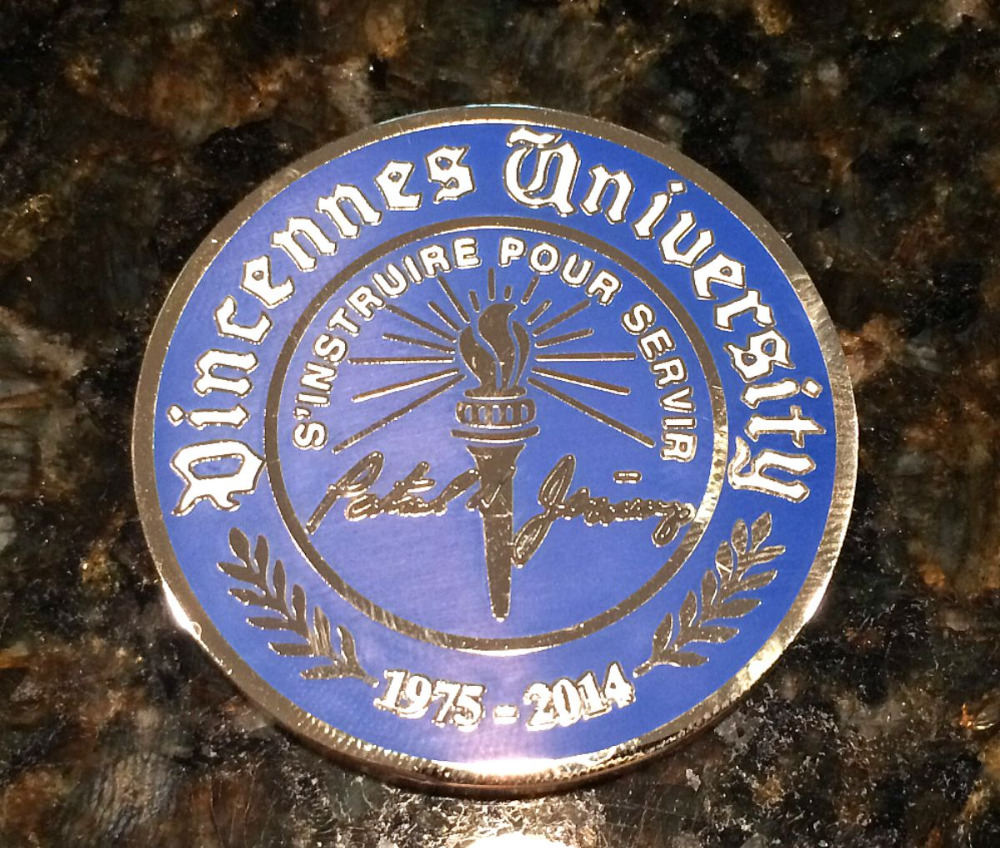 Vincennes University
S'INSTRUIRE POUR SERVIR
1975 - 2014